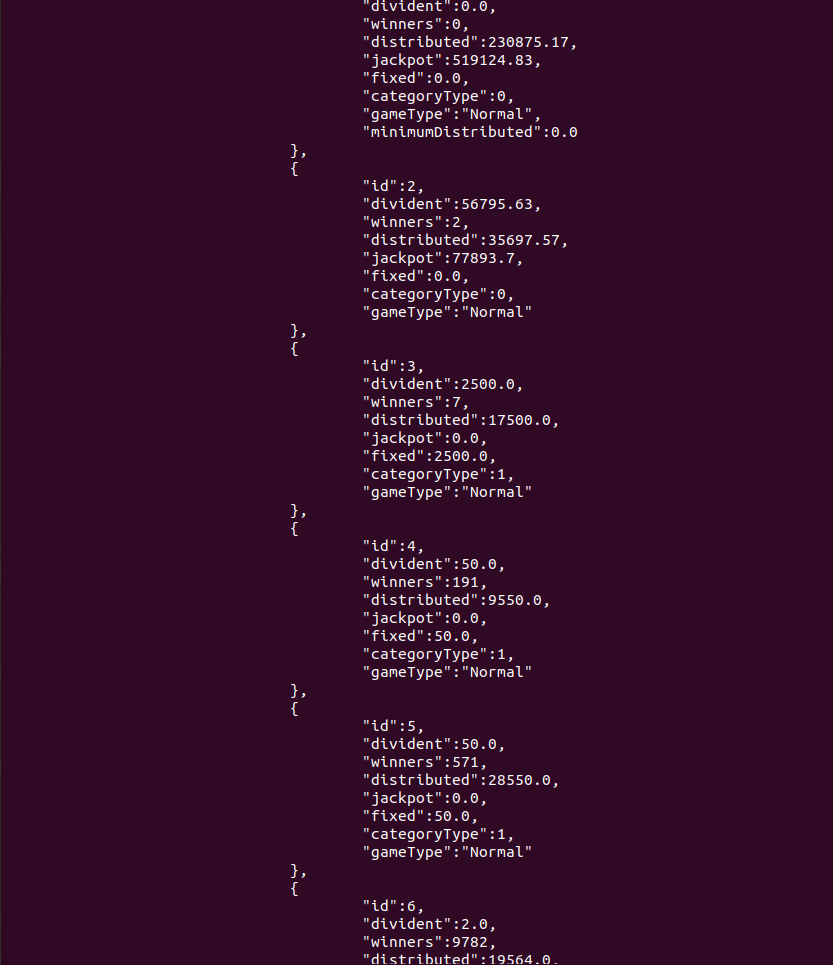 "divident":0.0,
"winners":0,
"distributed":230875.17,
"jackpot":519124.83,
"fixed":0.0,
"categoryType":0,
"gameType":"Normal",
"minimumDistributed":0.0
},
{
"id":2,
"divident":56795.63,
"winners":2,
"distributed":35697.57,
"jackpot":77893.7,
"fixed":0.0,
"categoryType":0,
"gameType":"Normal"
},
{
"id":3,
"divident":2500.0,
"winners":7,
"distributed":17500.0,
"jackpot":0.0,
"fixed":2500.0,
"categoryType":1,
"gameType":"Normal"
},
{
"id":4,
"divident":50.0,
"winners":191,
"distributed":9550.0,
"jackpot":0.0,
"fixed":50.0,
"categoryType":1,
"gameType":"Normal"
},
{
"id":5,
"divident":50.0,
"winners":571,
"distributed":28550.0,
"jackpot":0.0,
"fixed":50.0,
"categoryType":1,
"gameType":"Normal"
},
{
"id":6,
"divident":2.0,
"winners":9782,
"distributed":19564.0,